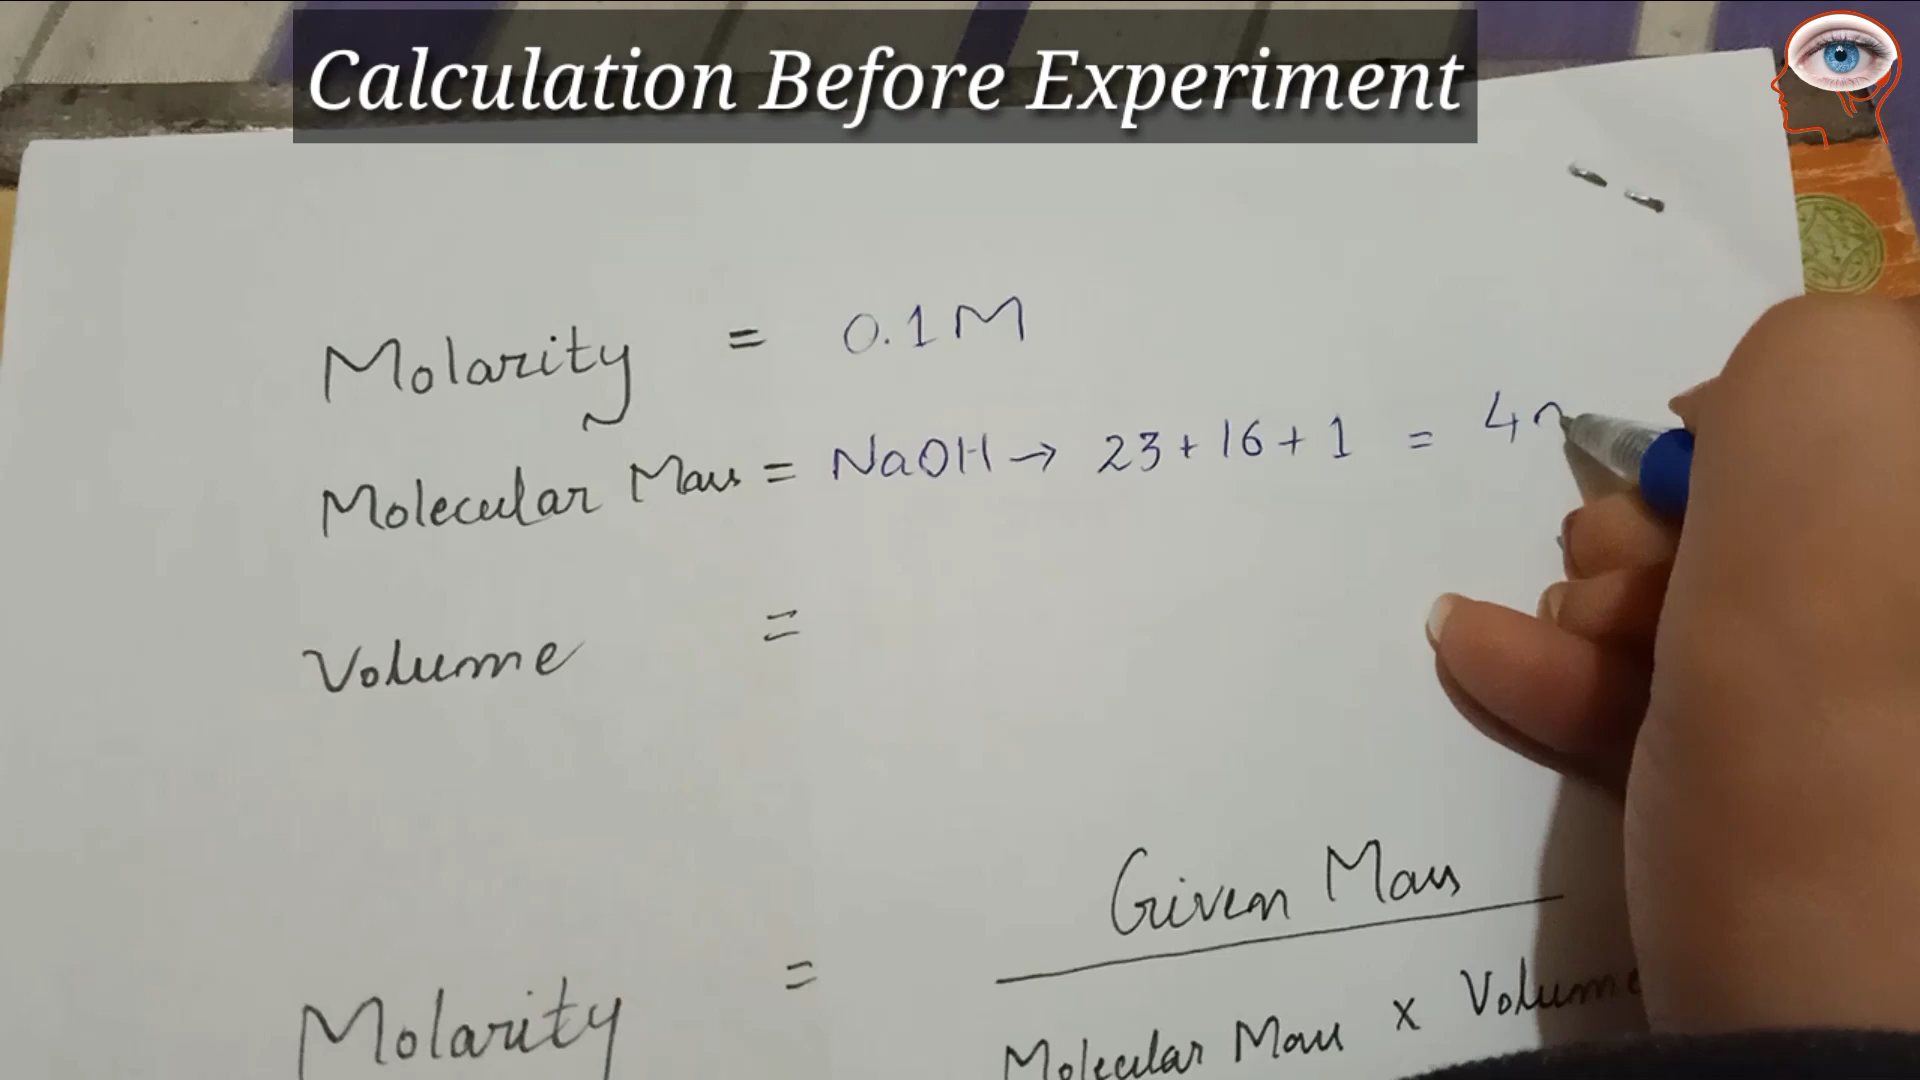 Calculation Before Experiment
Molarity = 0.1M
Molecular Mass = NaOH → 23+16+1 = 4
Volume =
Given Mass
Molarity =
Molecular Mass x Volume